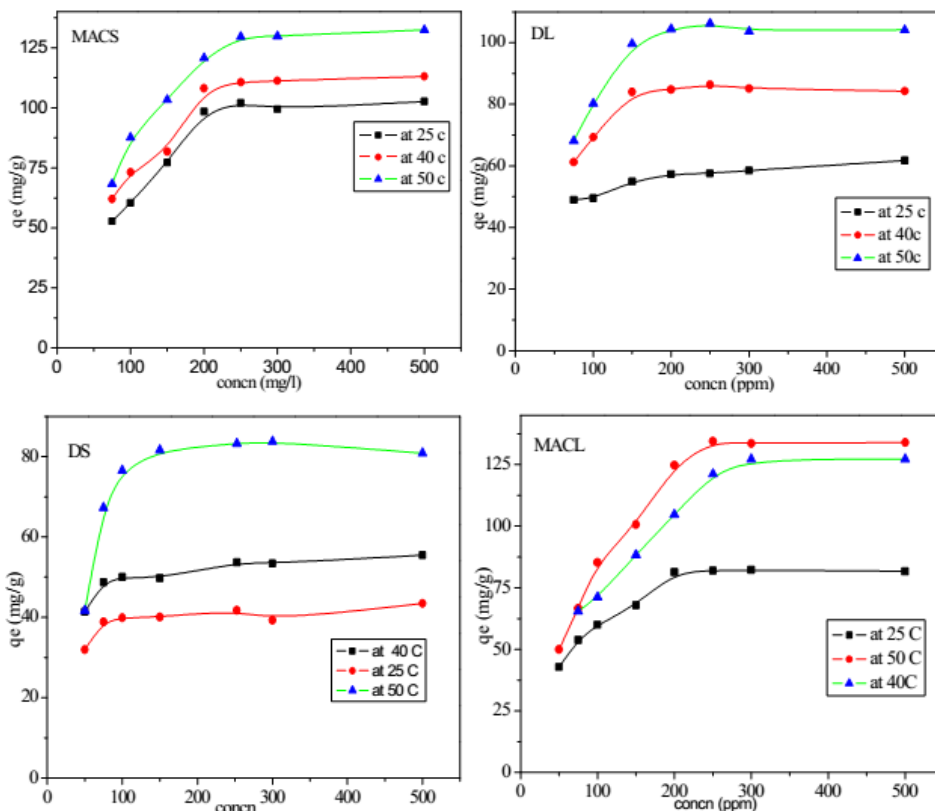 MACS
qe (mg/g)
125
100
75
50
25
0
0 100 200 300 400 500
concn (mg/l)
at 25 c
at 40 c
at 50 c
DL
qe (mg/g)
100
80
60
40
20
0
0 100 200 300 400 500
concn (ppm)
at 25 c
at 40c
at 50c
DS
qe (mg/g)
80
60
40
20
0
0 100 200 300 400 500
concn
at 40 C
at 25 C
at 50 C
MACL
qe (mg/g)
125
100
75
50
25
0
0 100 200 300 400 500
concn (ppm)
at 25 C
at 50 C
at 40C